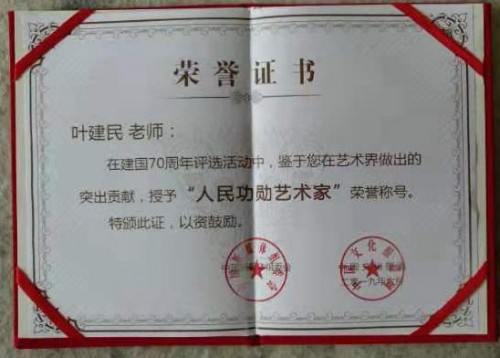 荣誉证书
叶建民 老师：
在建国70周年评选活动中，鉴于您在艺术界做出的
突出贡献，授予“人民功勋艺术家”荣誉称号。
特颁此证，以资鼓励。